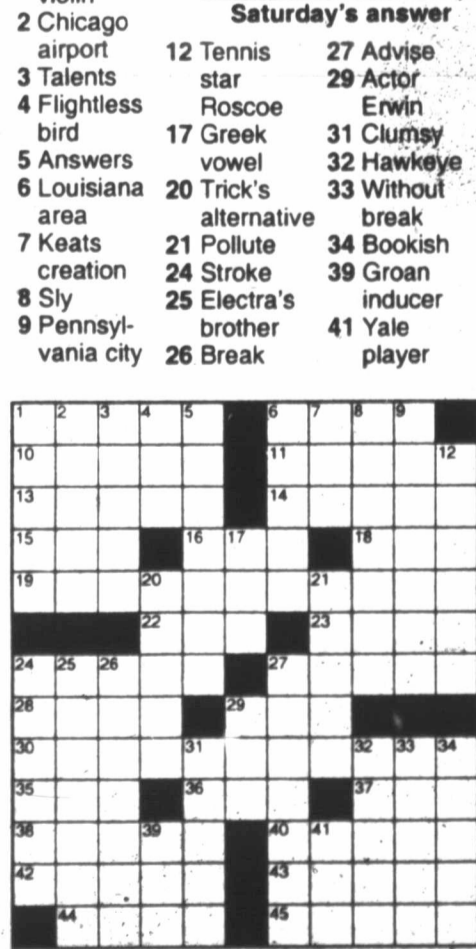 violin
2 Chicago
airport
3 Talents
4 Flightless
bird
5 Answers
6 Louisiana
area
7 Keats
creation
8 Sly
9 Pennsyl-
vania city
Saturday's answer
12 Tennis
star
Roscoe
17 Greek
vowel
20 Trick's
alternative
21 Pollute
24 Stroke
25 Electra's
brother
26 Break
27 Advise
29 Actor
Erwin
31 Clumsy
32 Hawkeye
33 Without
break
34 Bookish
39 Groan
inducer
41 Yale
player
1 2 3 4 5 6 7 8 9
10 11 12
13 14
15 16 17 18
19 20 21
22 23
24 25 26 27
28 29
30 31 32 33 34
35 36 37
38 39 40 41
42 43
44 45